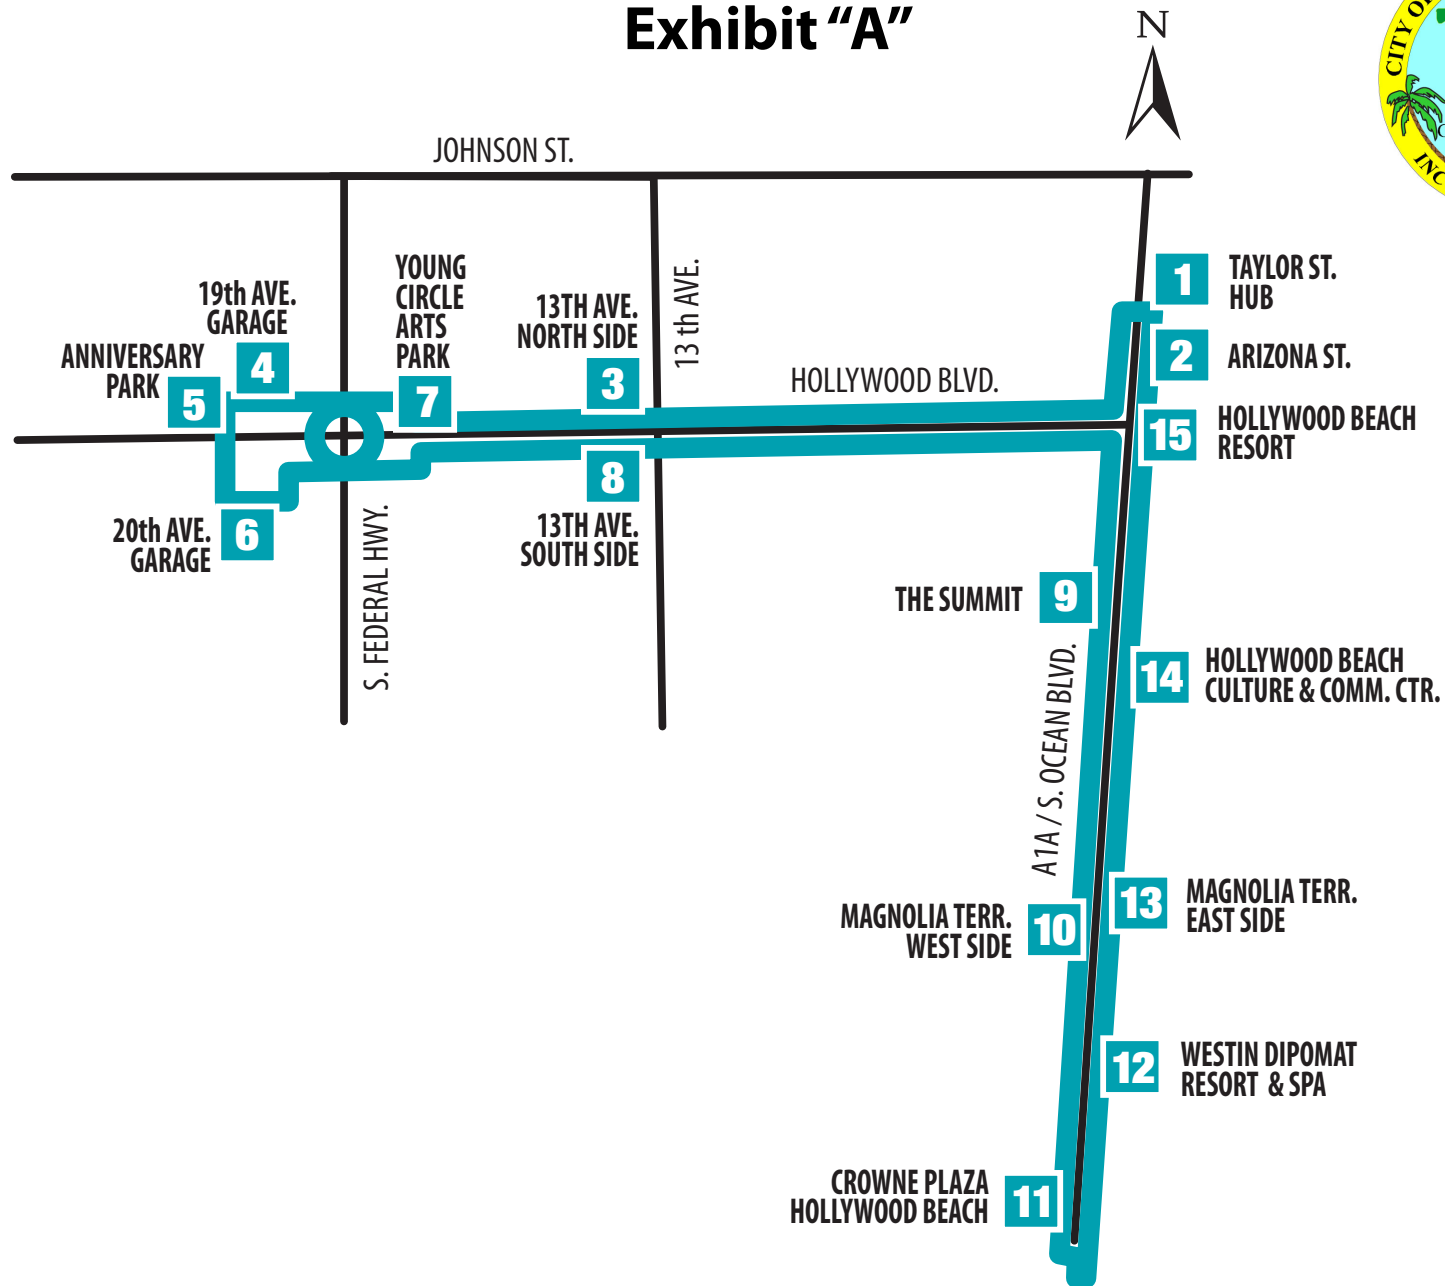 Exhibit “A”
N
CITY OF
INC
JOHNSON ST.
YOUNG
CIRCLE
ARTS
PARK
19th AVE.
GARAGE
13TH AVE.
NORTH SIDE
13 th AVE.
1
TAYLOR ST.
HUB
ANNIVERSARY
PARK
4
5
7
3
HOLLYWOOD BLVD.
2
ARIZONA ST.
15
HOLLYWOOD BEACH
RESORT
20th AVE.
GARAGE
6
S. FEDERAL HWY.
8
13TH AVE.
SOUTH SIDE
THE SUMMIT
9
14
HOLLYWOOD BEACH
CULTURE & COMM. CTR.
A1A / S. OCEAN BLVD.
MAGNOLIA TERR.
WEST SIDE
10
13
MAGNOLIA TERR.
EAST SIDE
12
WESTIN DIPOMAT
RESORT & SPA
CROWNE PLAZA
HOLLYWOOD BEACH
11